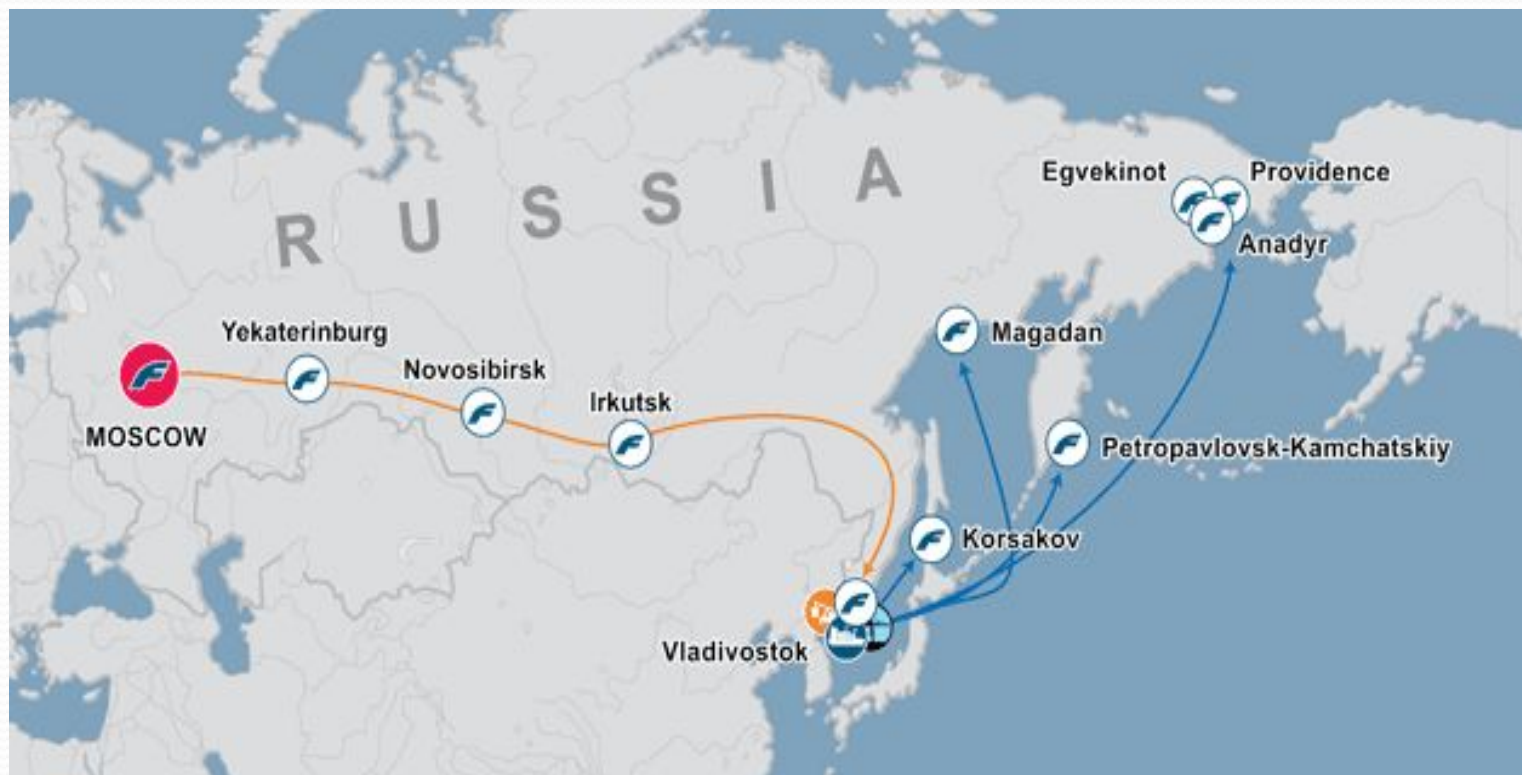 RUSSIA
Egvekinot
Providence
Anadyr
Yekaterinburg
Magadan
Novosibirsk
Irkutsk
MOSCOW
Petropavlovsk-Kamchatskiy
Korsakov
Vladivostok